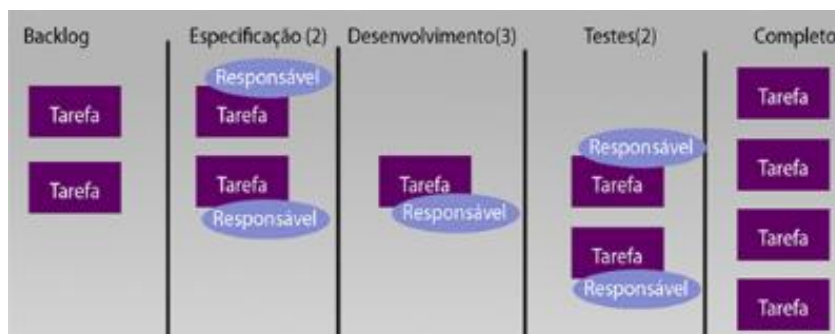 Backlog
Especificação (2)
Desenvolvimento(3)
Testes(2)
Completo
Tarefa
Tarefa
Responsável
Tarefa
Tarefa
Responsável
Tarefa
Responsável
Responsável
Tarefa
Tarefa
Responsável
Tarefa
Tarefa
Tarefa
Tarefa